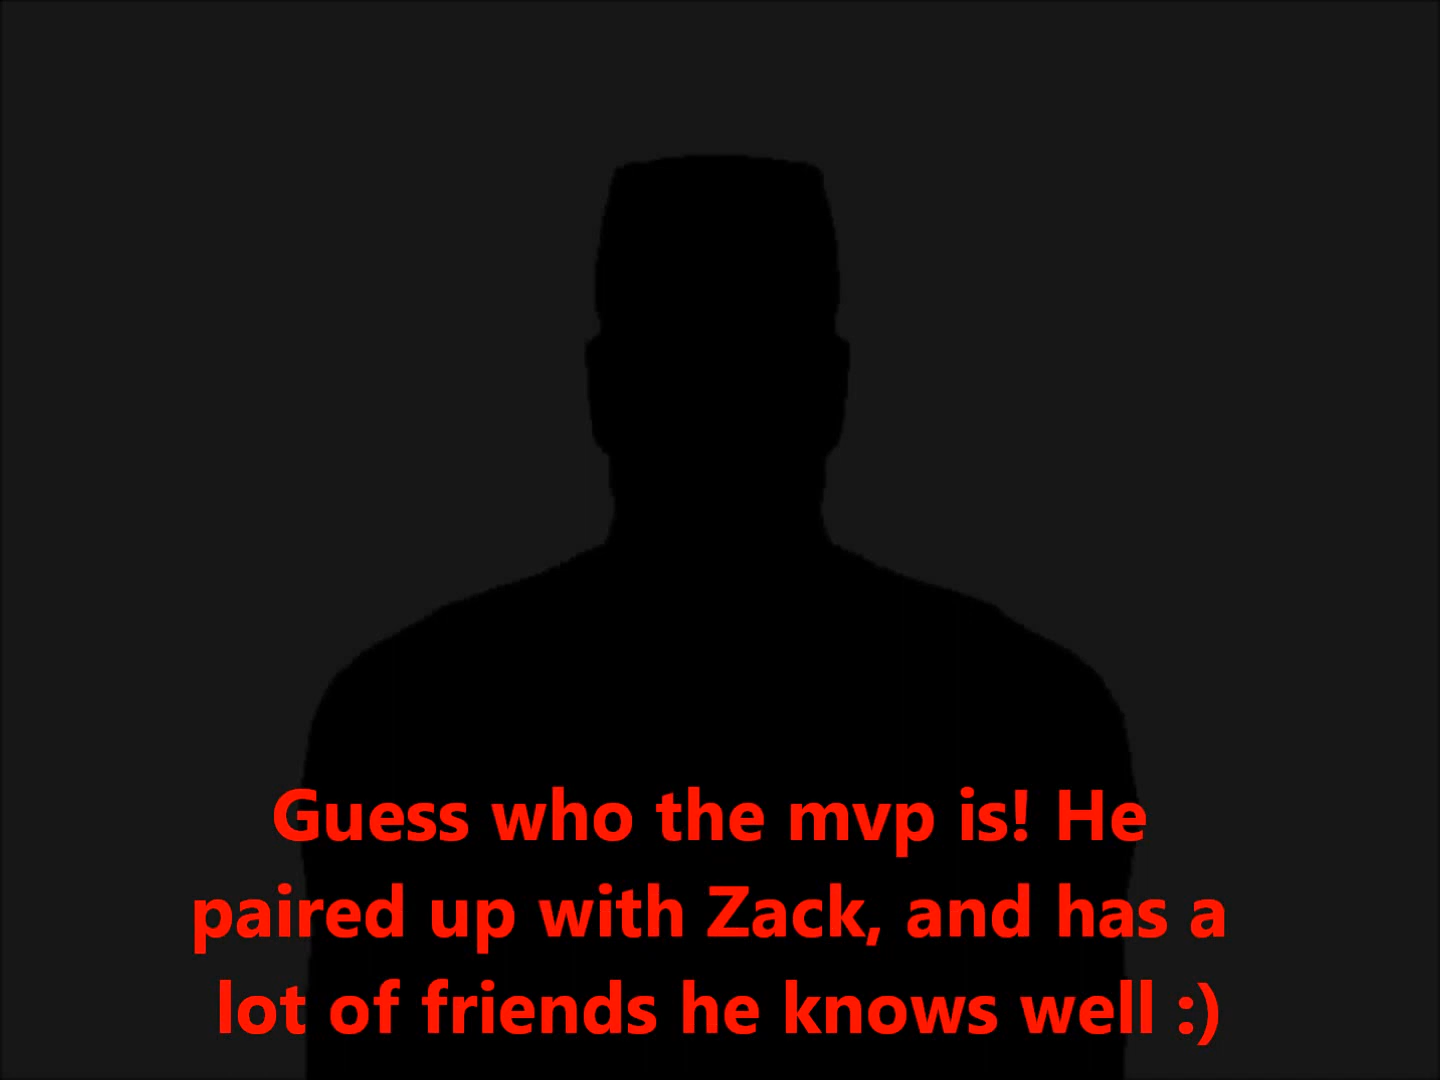 Guess who the mvp is! He
paired up with Zack, and has a
lot of friends he knows well :)